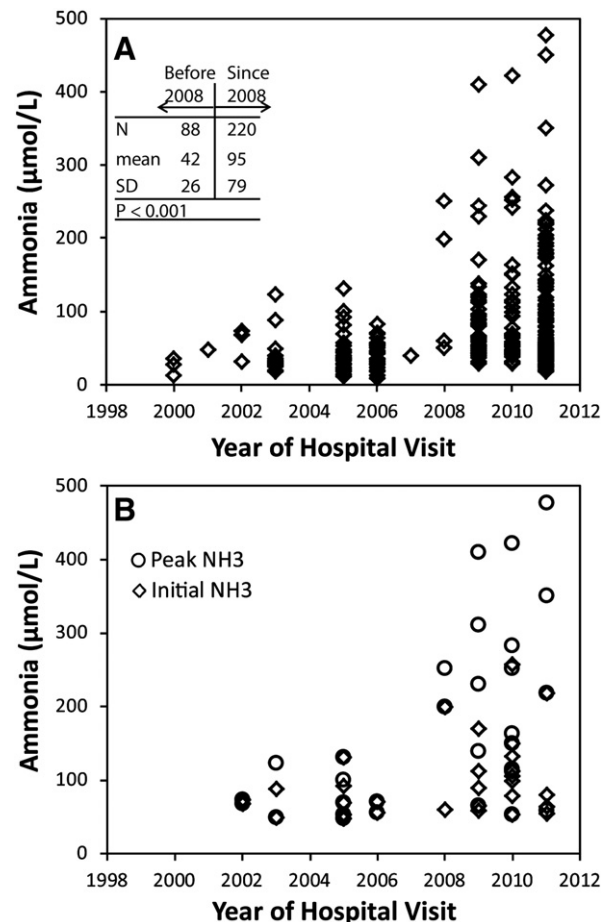 A
Before Since
2008 2008
N 88 220
mean 42 95
SD 26 79
P < 0.001
Ammonia (µmol/L)
500
400
300
200
100
0
1998 2000 2002 2004 2006 2008 2010 2012
Year of Hospital Visit
B
Peak NH3
Initial NH3
Ammonia (µmol/L)
500
400
300
200
100
0
1998 2000 2002 2004 2006 2008 2010 2012
Year of Hospital Visit